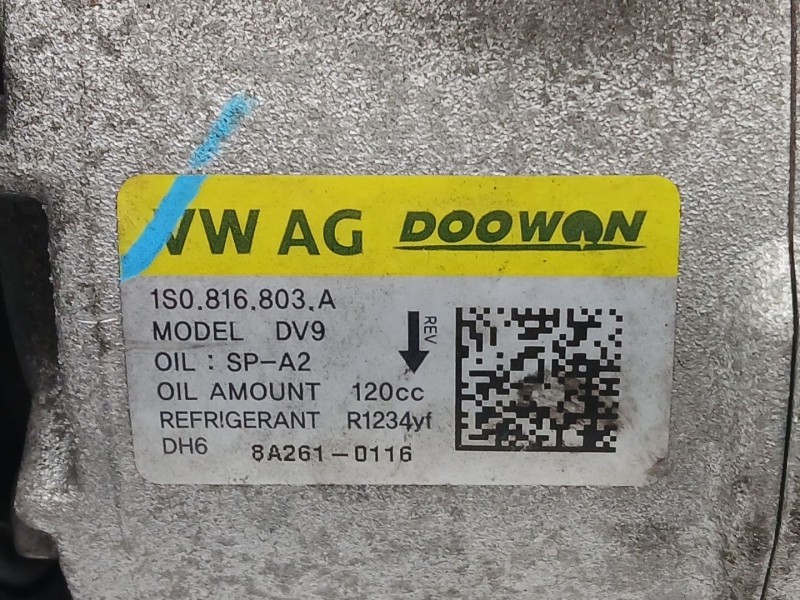 VW AG DOOWON
1S0.816.803.A
MODEL DV9
OIL : SP-A2
OIL AMOUNT 120cc
REFRIGERANT R1234yf
DH6 8A261-0116
REV